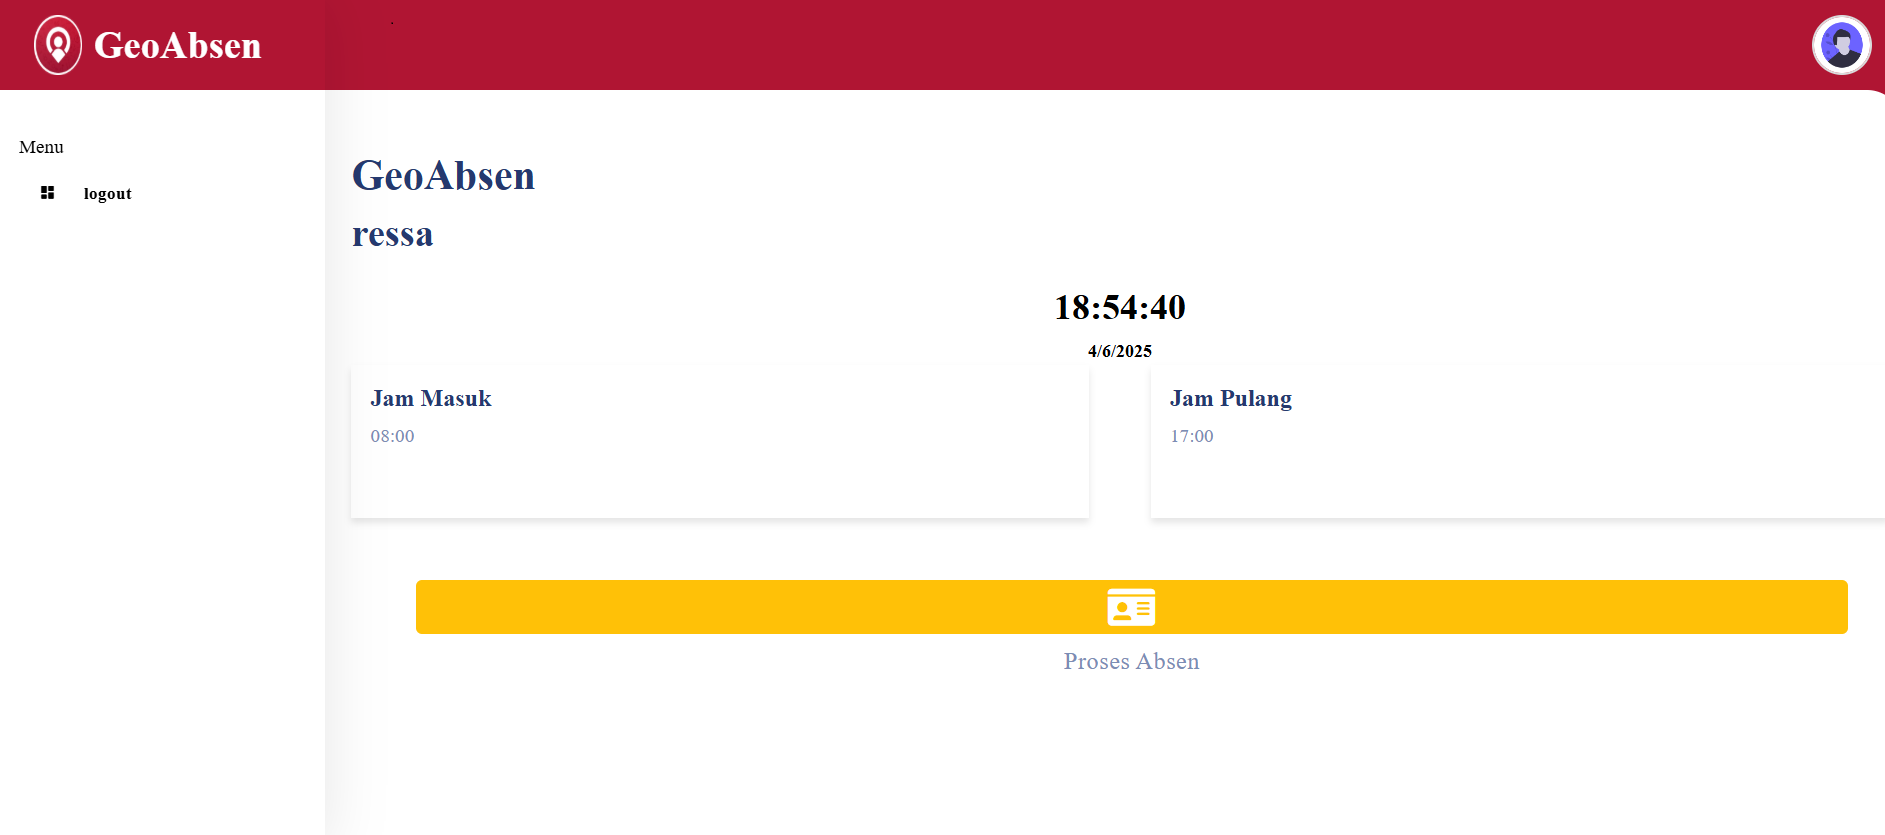 GeoAbsen
.
Menu
logout
GeoAbsen
ressa
18:54:40
4/6/2025
Jam Masuk
08:00
Jam Pulang
17:00
Proses Absen